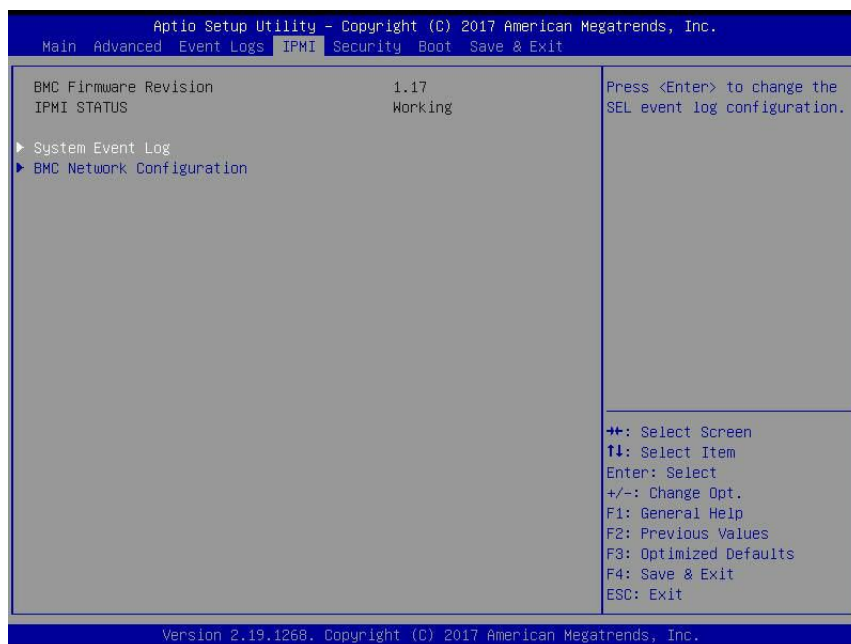 Aptio Setup Utility – Copyright (C) 2017 American Megatrends, Inc.
Main Advanced Event Logs IPMI Security Boot Save & Exit
BMC Firmware Revision 1.17
IPMI STATUS Working
▶ System Event Log
▶ BMC Network Configuration
Press <Enter> to change the
SEL event log configuration.
→←: Select Screen
↑↓: Select Item
Enter: Select
+/-: Change Opt.
F1: General Help
F2: Previous Values
F3: Optimized Defaults
F4: Save & Exit
ESC: Exit
Version 2.19.1268. Copyright (C) 2017 American Megatrends, Inc.